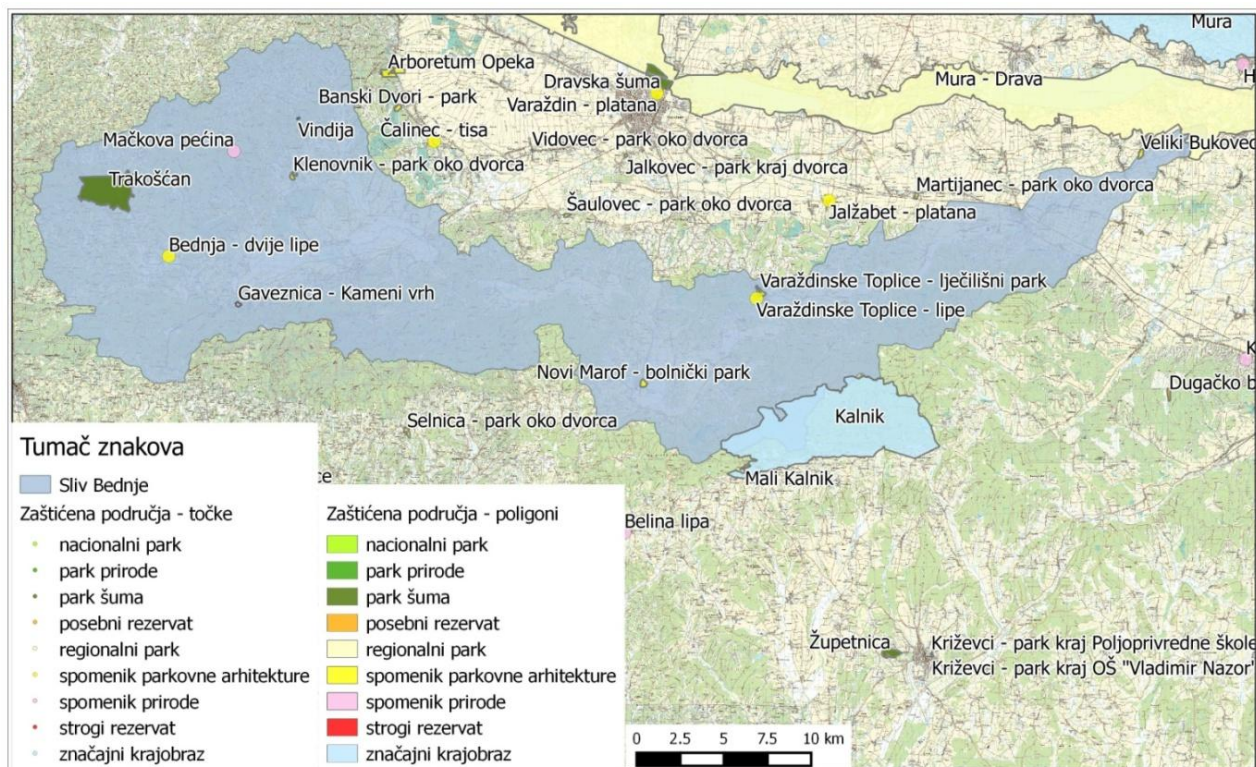 Mura
Arboretum Opeka
H
Dravska šuma
Mura - Drava
Banski Dvori - park
Varaždin - platana
Vindija
Čalinec - tisa
Vidovec - park oko dvorca
Mačkova pećina
Veliki Bukovec
Klenovnik - park oko dvorca
Jalkovec - park kraj dvorca
Trakošćan
Martijanec - park oko dvorca
Šaulovec - park oko dvorca
Jalžabet - platana
Bednja - dvije lipe
Varaždinske Toplice - lječilišni park
Gaveznica - Kameni vrh
Varaždinske Toplice - lipe
K
Novi Marof - bolnički park
Dugačko b
Selnica - park oko dvorca
Kalnik
Mali Kalnik
ce
Belina lipa
Župetnica
Križevci - park kraj Poljoprivredne škole
Križevci - park kraj OŠ "Vladimir Nazor"
Tumač znakova
Sliv Bednje
Zaštićena područja - točke
nacionalni park
park prirode
park šuma
posebni rezervat
regionalni park
spomenik parkovne arhitekture
spomenik prirode
strogi rezervat
značajni krajobraz
Zaštićena područja - poligoni
nacionalni park
park prirode
park šuma
posebni rezervat
regionalni park
spomenik parkovne arhitekture
spomenik prirode
strogi rezervat
značajni krajobraz
0 2.5 5 7.5 10 km